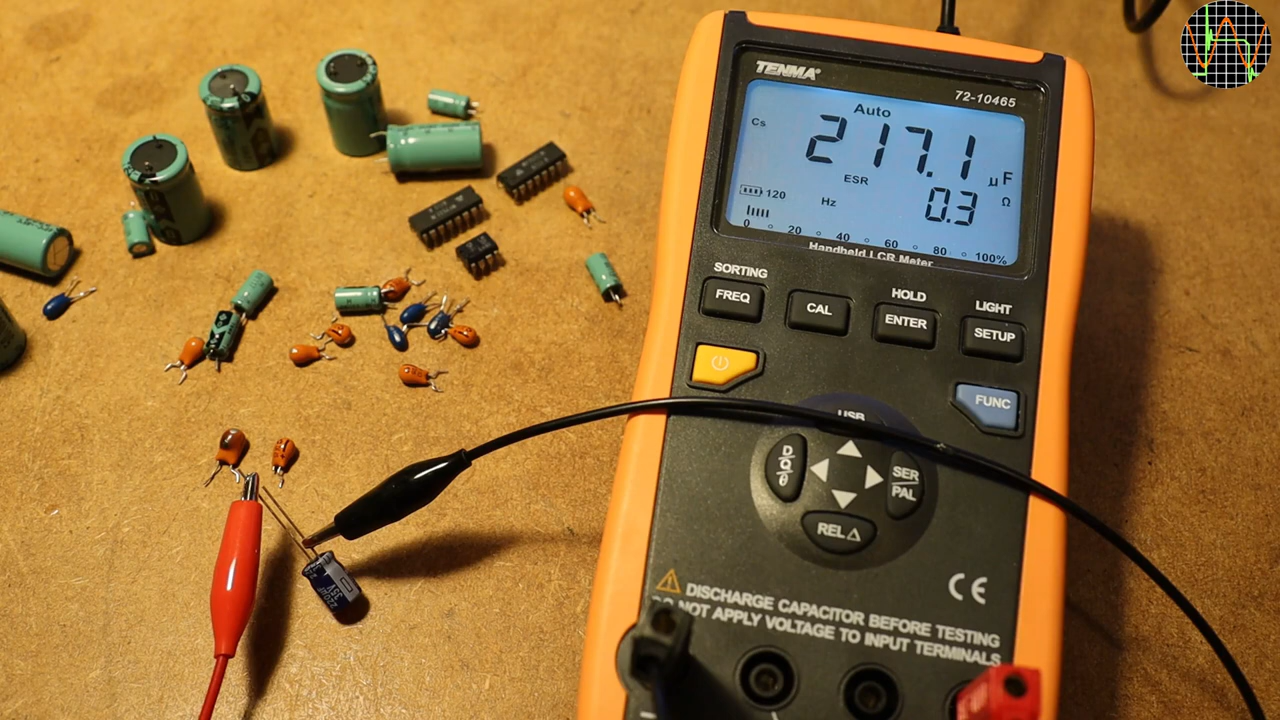 TENMA®
72-10465
Auto
Cs
217.1 µF
ESR
120 Hz
0.3 Ω
0 20 40 60 80 100%
Handheld LCR Meter
SORTING
HOLD
LIGHT
FREQ
CAL
ENTER
SETUP
FUNC
USB
D/Q/θ
SER/PAL
REL △
CE
⚠ DISCHARGE CAPACITOR BEFORE TESTING
DO NOT APPLY VOLTAGE TO INPUT TERMINALS
220µF
35V